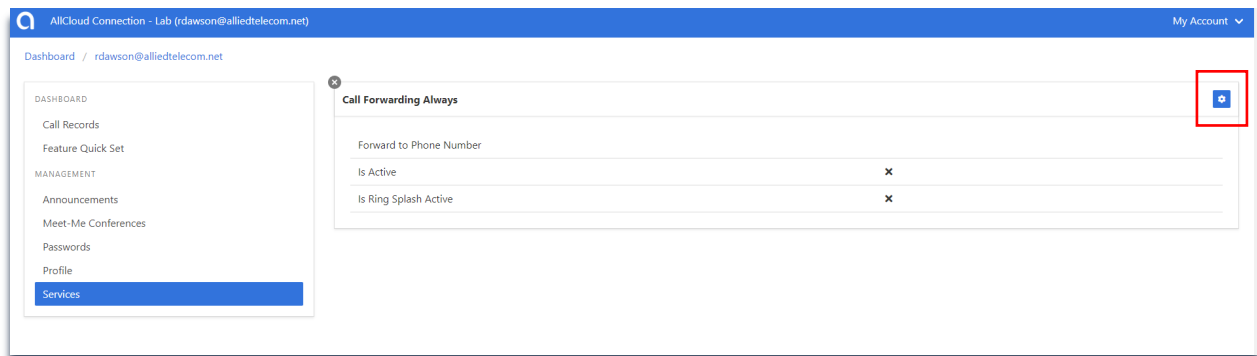 AllCloud Connection - Lab (rdawson@alliedtelecom.net)
My Account
Dashboard / rdawson@alliedtelecom.net
DASHBOARD
Call Records
Feature Quick Set
MANAGEMENT
Announcements
Meet-Me Conferences
Passwords
Profile
Services
Call Forwarding Always
Forward to Phone Number
Is Active
Is Ring Splash Active